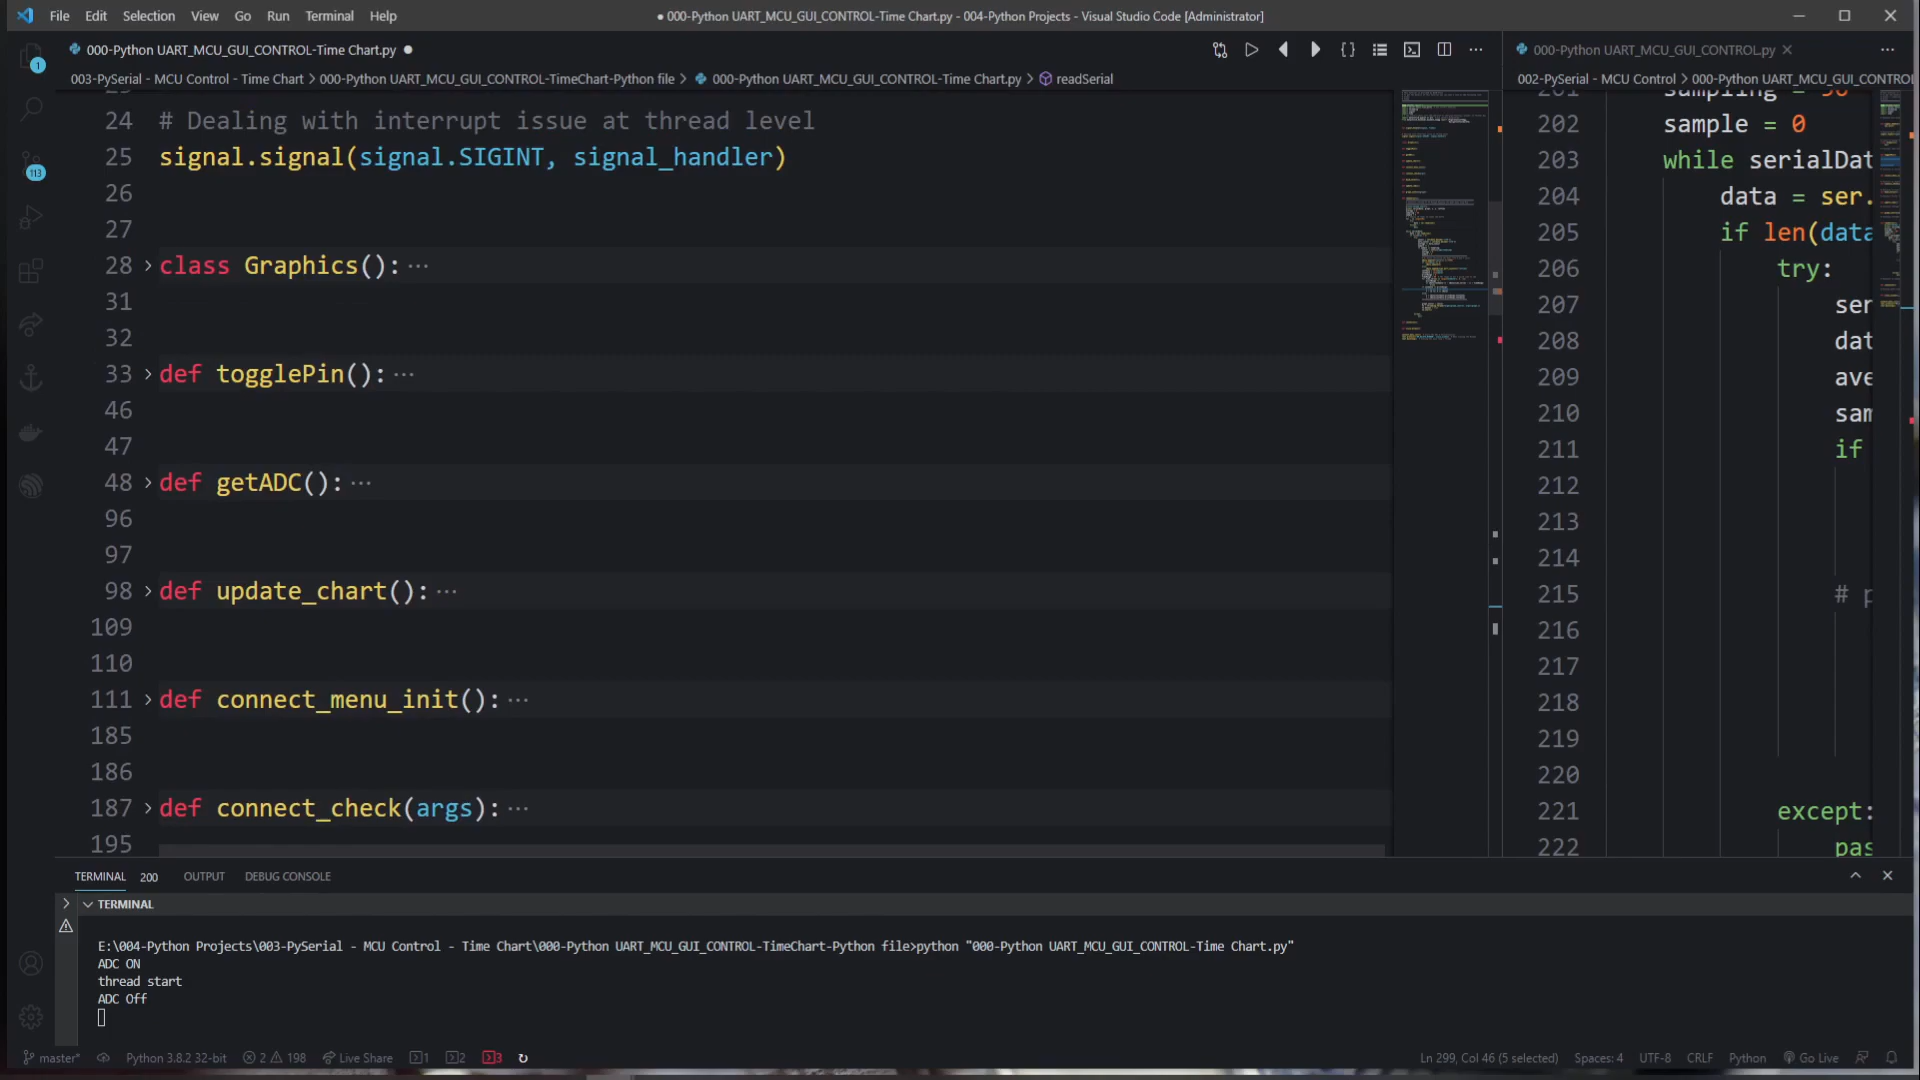 File Edit Selection View Go Run Terminal Help
● 000-Python UART_MCU_GUI_CONTROL-Time Chart.py - 004-Python Projects - Visual Studio Code [Administrator]
000-Python UART_MCU_GUI_CONTROL-Time Chart.py ●
003-PySerial - MCU Control - Time Chart > 000-Python UART_MCU_GUI_CONTROL-TimeChart-Python file > 000-Python UART_MCU_GUI_CONTROL-Time Chart.py > readSerial
24 # Dealing with interrupt issue at thread level
25 signal.signal(signal.SIGINT, signal_handler)
26
27
28 > class Graphics(): ···
31
32
33 > def togglePin(): ···
46
47
48 > def getADC(): ···
96
97
98 > def update_chart(): ···
109
110
111 > def connect_menu_init(): ···
185
186
187 > def connect_check(args): ···
195
000-Python UART_MCU_GUI_CONTROL.py
002-PySerial - MCU Control > 000-Python UART_MCU_GUI_CONTROL
201 sampling = 50
202 sample = 0
203 while serialDat
204 data = ser.
205 if len(data
206 try:
207 ser
208 dat
209 ave
210 sam
211 if
212
213
214
215 # p
216
217
218
219
220
221 except:
222 pas
TERMINAL 200 OUTPUT DEBUG CONSOLE
TERMINAL
E:\004-Python Projects\003-PySerial - MCU Control - Time Chart\000-Python UART_MCU_GUI_CONTROL-TimeChart-Python file>python "000-Python UART_MCU_GUI_CONTROL-Time Chart.py"
ADC ON
thread start
ADC Off
1
113
master* Python 3.8.2 32-bit 2 198 Live Share 1 2 3 Ln 299, Col 46 (5 selected) Spaces: 4 UTF-8 CRLF Python Go Live